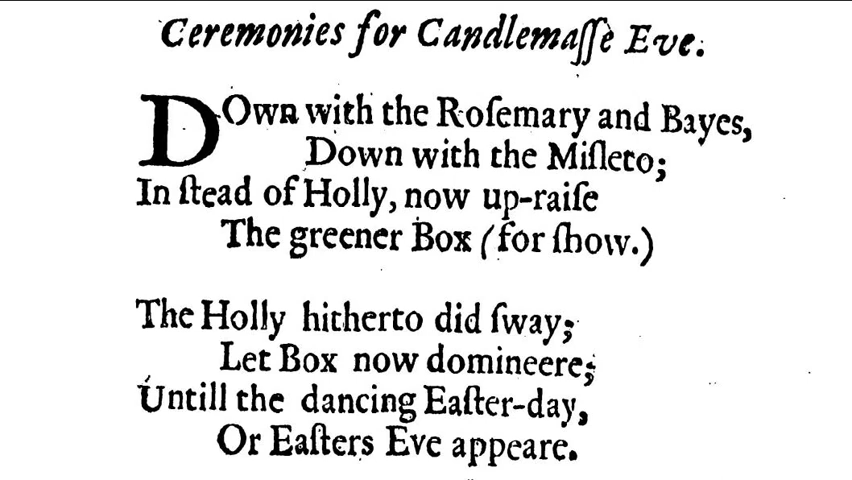 Ceremonies for Candlemaſſe Eve.
DOwn with the Roſemary and Bayes,
Down with the Miſleto;
In ſtead of Holly, now up-raiſe
The greener Box (for ſhow.)
The Holly hitherto did ſway;
Let Box now domineere;
Untill the dancing Eaſter-day,
Or Eaſters Eve appeare.